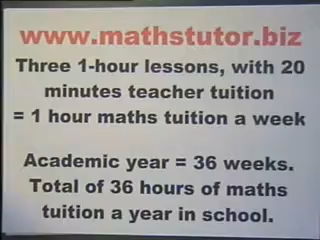 www.mathstutor.biz
Three 1-hour lessons, with 20
minutes teacher tuition
= 1 hour maths tuition a week
Academic year = 36 weeks.
Total of 36 hours of maths
tuition a year in school.